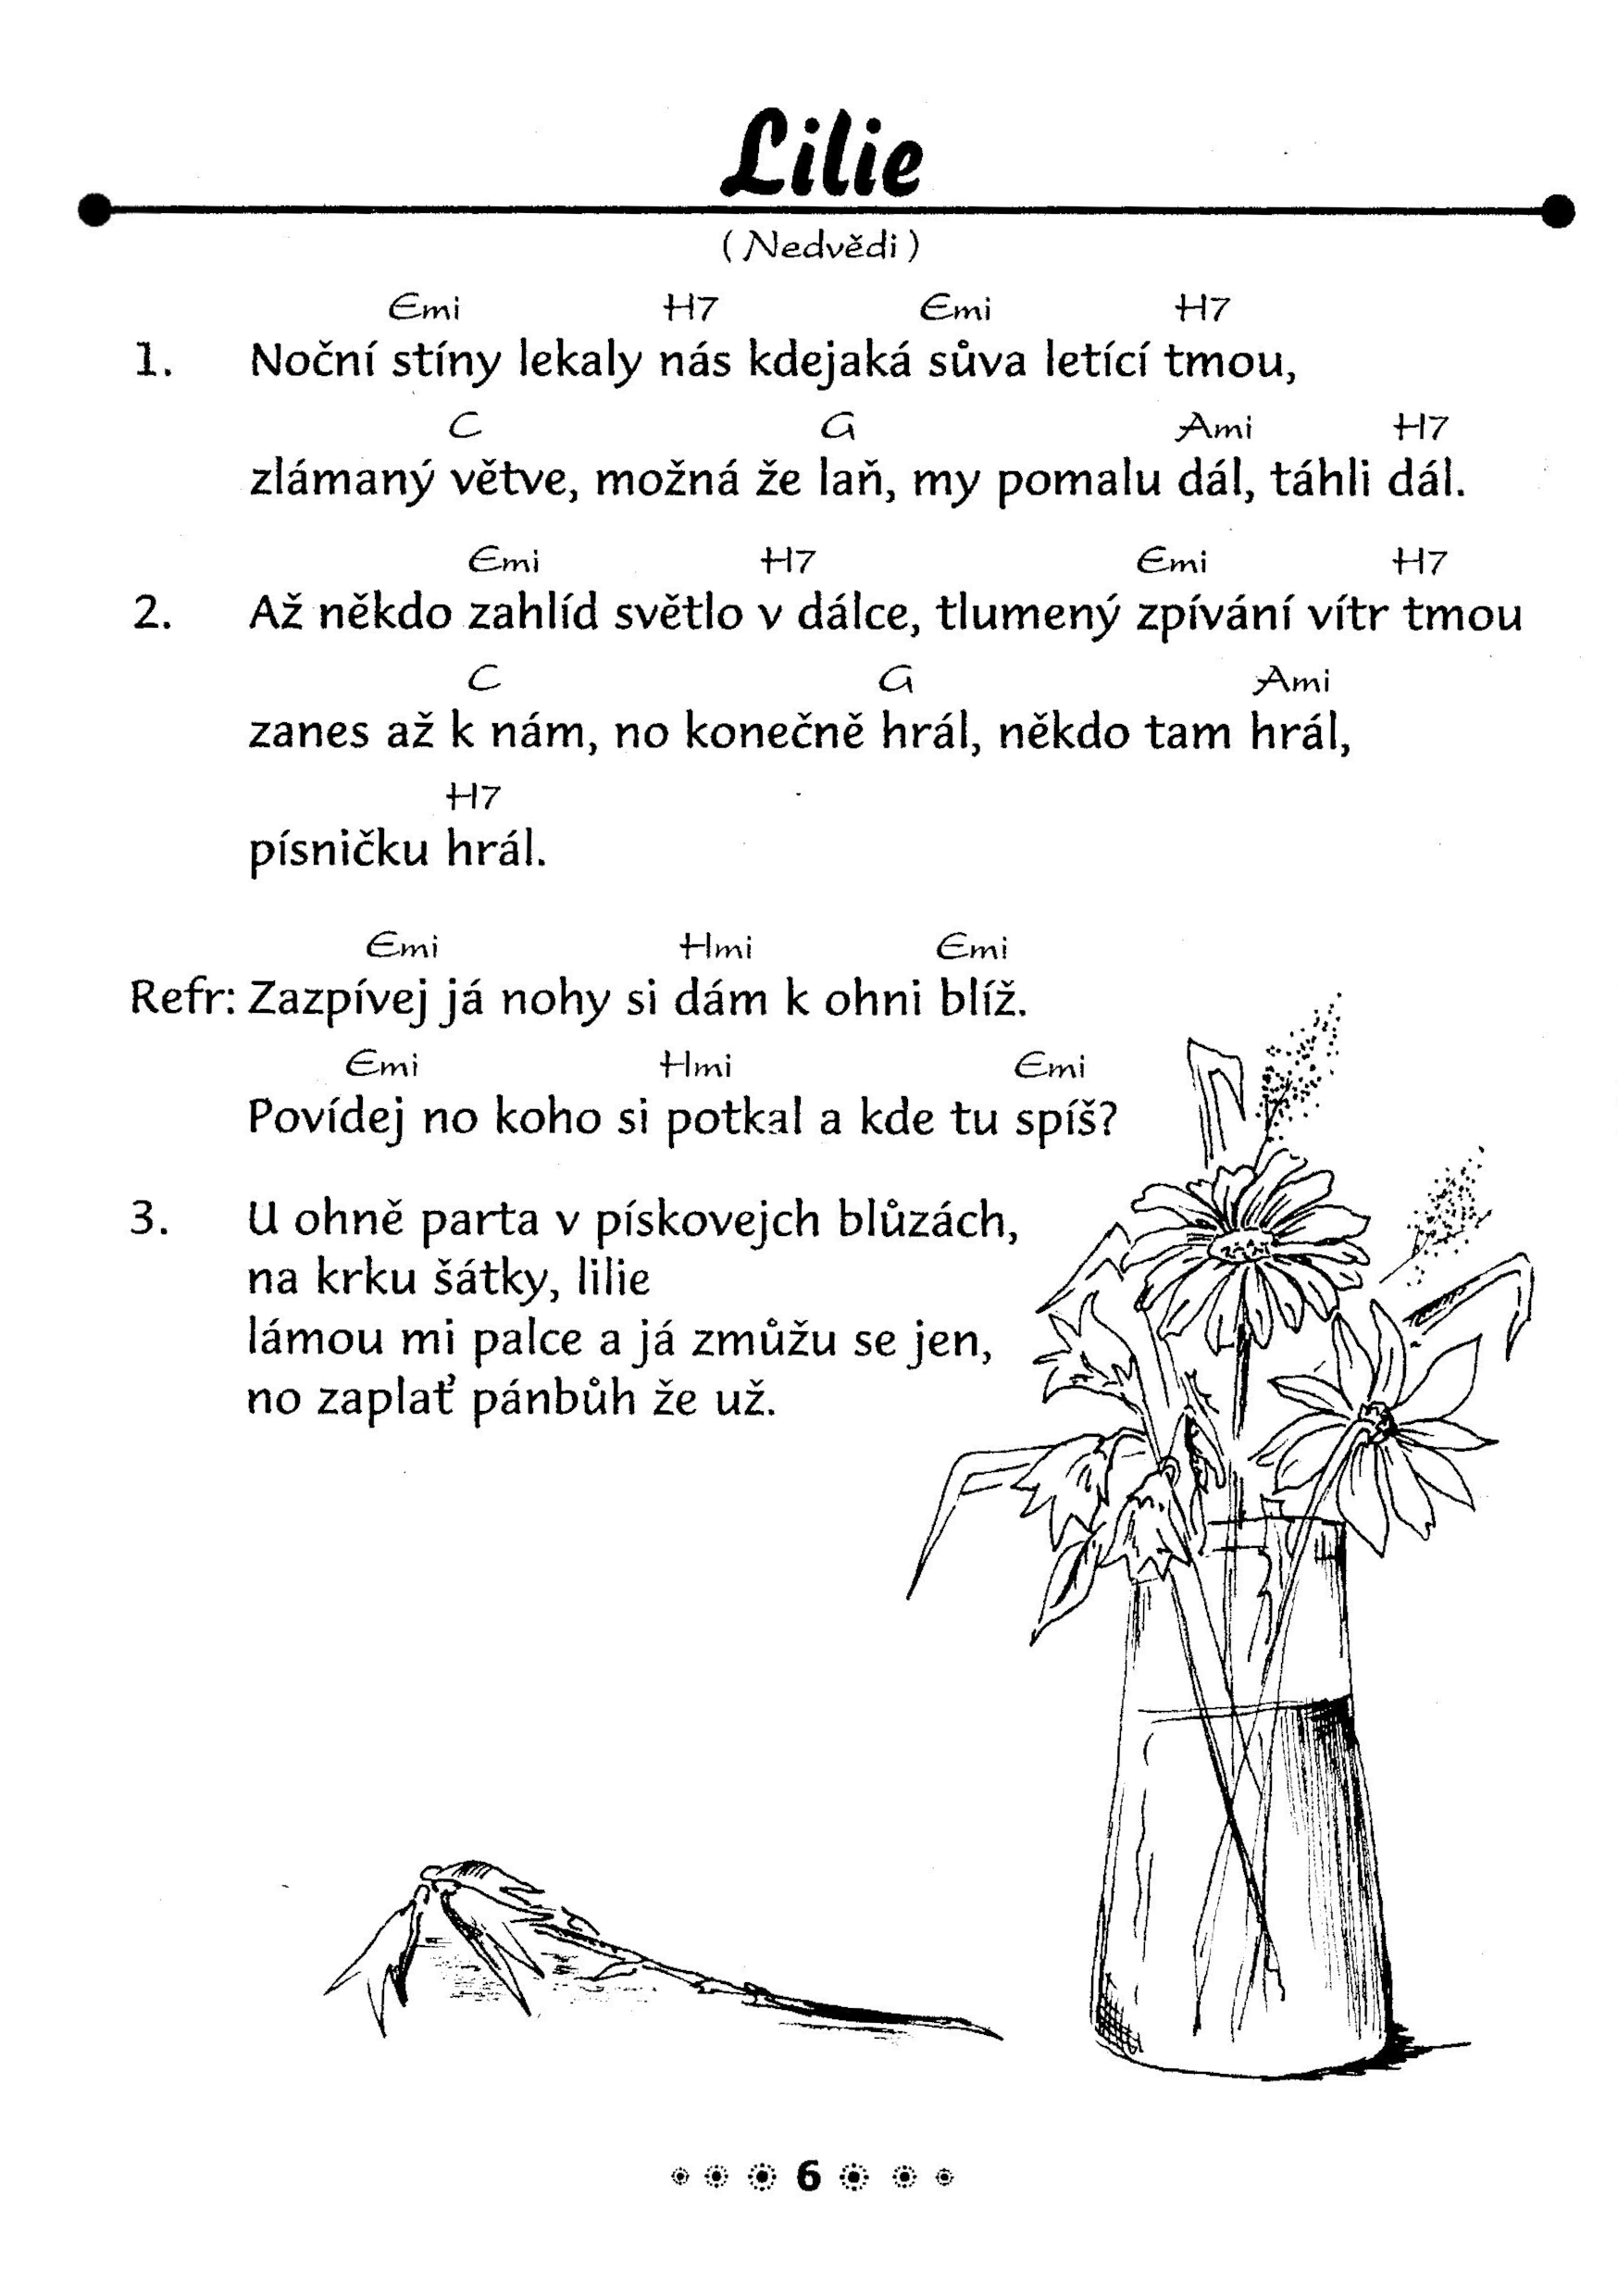 Lilie
( Nedvědi )
Emi H7 Emi H7
1. Noční stíny lekaly nás kdejaká sůva letící tmou,
C G Ami H7
zlámaný větve, možná že laň, my pomalu dál, táhli dál.
Emi H7 Emi H7
2. Až někdo zahlíd světlo v dálce, tlumený zpívání vítr tmou
C G Ami
zanes až k nám, no konečně hrál, někdo tam hrál,
H7
písničku hrál.
Emi Hmi Emi
Refr: Zazpívej já nohy si dám k ohni blíž.
Emi Hmi Emi
Povídej no koho si potkal a kde tu spíš?
3. U ohně parta v pískovejch blůzách,
na krku šátky, lilie
lámou mi palce a já zmůžu se jen,
no zaplať pánbůh že už.
6